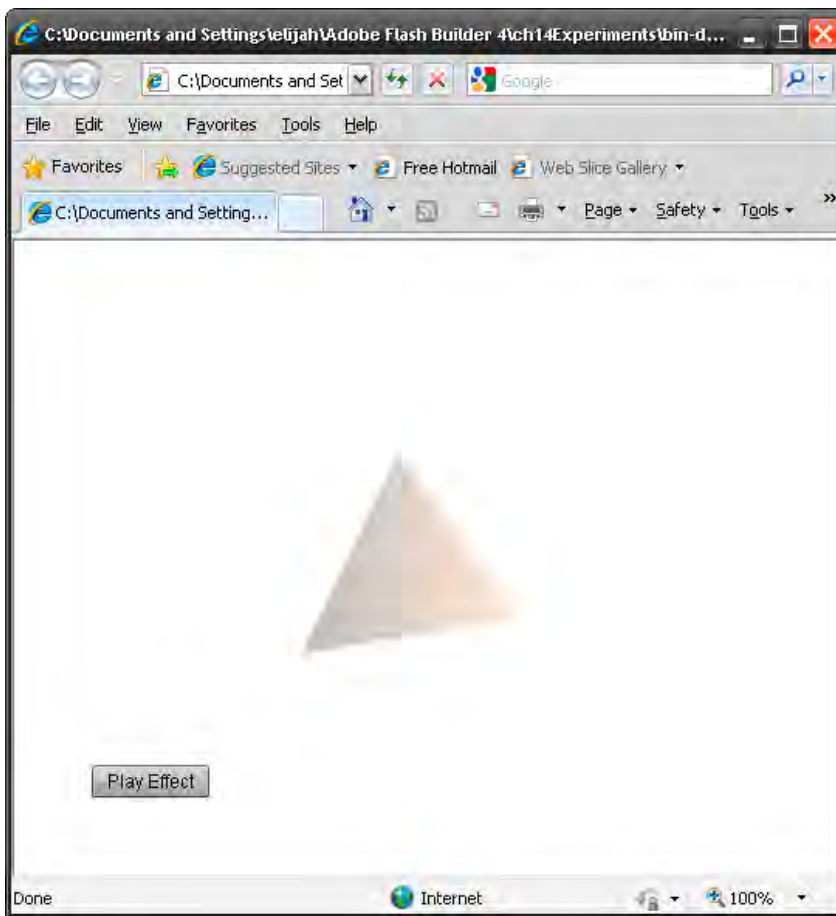 C:\Documents and Settings\elijah\Adobe Flash Builder 4\ch14Experiments\bin-d...
C:\Documents and Set Google
File Edit View Favorites Tools Help
Favorites Suggested Sites Free Hotmail Web Slice Gallery
C:\Documents and Setting... Page Safety Tools »
Play Effect
Done Internet 100%